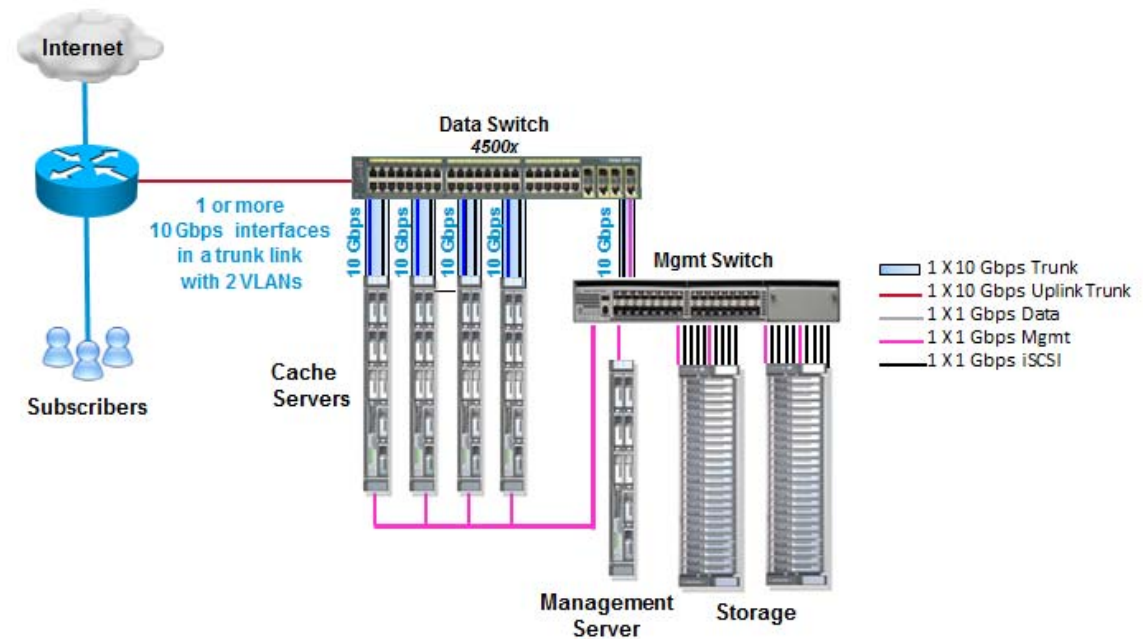 Internet
Data Switch
4500x
1 or more
10 Gbps interfaces
in a trunk link
with 2 VLANs
10 Gbps
10 Gbps
10 Gbps
10 Gbps
10 Gbps
Mgmt Switch
1 X 10 Gbps Trunk
1 X 10 Gbps Uplink Trunk
1 X 1 Gbps Data
1 X 1 Gbps Mgmt
1 X 1 Gbps iSCSI
Cache
Servers
Subscribers
Management
Server
Storage